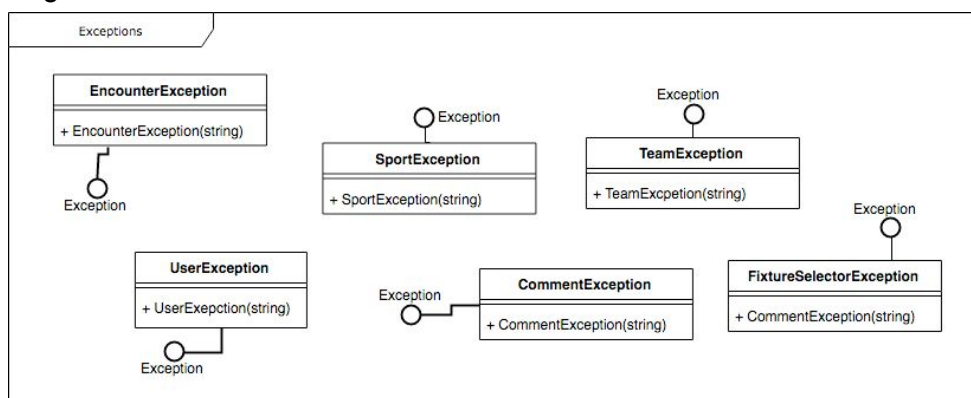 Exceptions
EncounterException
+ EncounterException(string)
Exception
Exception
SportException
+ SportException(string)
Exception
TeamException
+ TeamExcpetion(string)
UserException
+ UserExepction(string)
Exception
Exception
CommentException
+ CommentException(string)
Exception
FixtureSelectorException
+ CommentException(string)